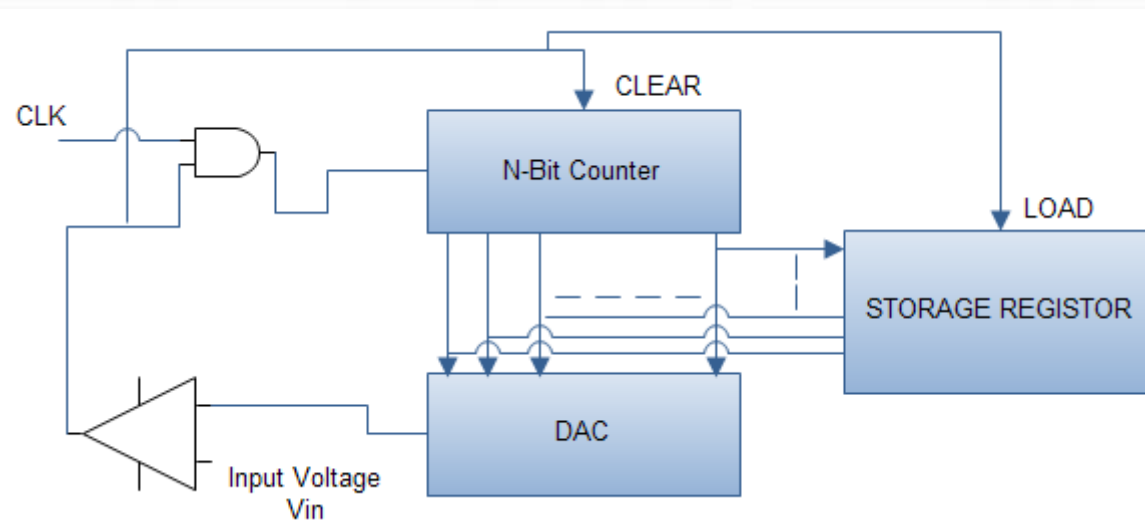 CLEAR
CLK
N-Bit Counter
LOAD
STORAGE REGISTOR
DAC
Input Voltage
Vin